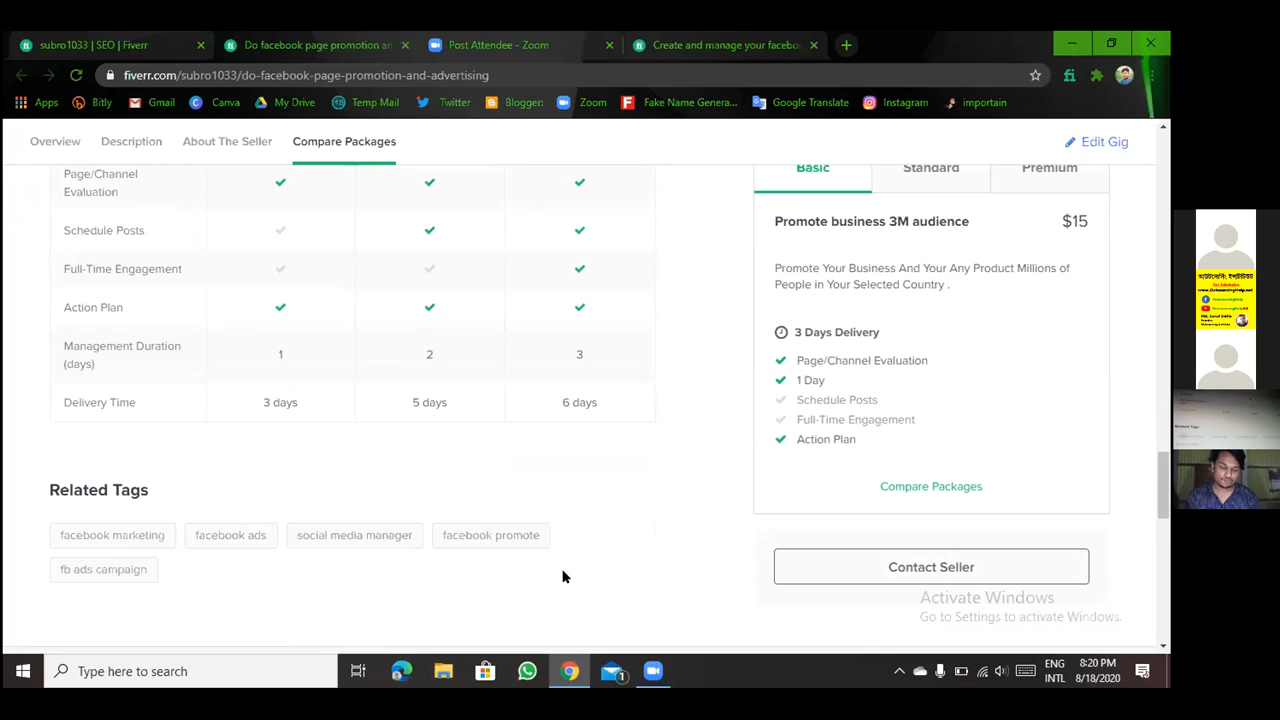 subro1033 | SEO | Fiverr
Do facebook page promotion an
Post Attendee - Zoom
Create and manage your facebo
fiverr.com/subro1033/do-facebook-page-promotion-and-advertising
Apps
Bitly
Gmail
Canva
My Drive
Temp Mail
Twitter
Blogger:
Zoom
Fake Name Genera...
Google Translate
Instagram
importain
Overview
Description
About The Seller
Compare Packages
Edit Gig
Page/Channel
Evaluation
Schedule Posts
Full-Time Engagement
Action Plan
Management Duration
(days)
1
2
3
Delivery Time
3 days
5 days
6 days
Related Tags
facebook marketing
facebook ads
social media manager
facebook promote
fb ads campaign
Basic
Standard
Premium
Promote business 3M audience
$15
Promote Your Business And Your Any Product Millions of
People in Your Selected Country .
3 Days Delivery
Page/Channel Evaluation
1 Day
Schedule Posts
Full-Time Engagement
Action Plan
Compare Packages
Contact Seller
Activate Windows
Go to Settings to activate Windows.
Type here to search
1
ENG
INTL
8:20 PM
8/18/2020